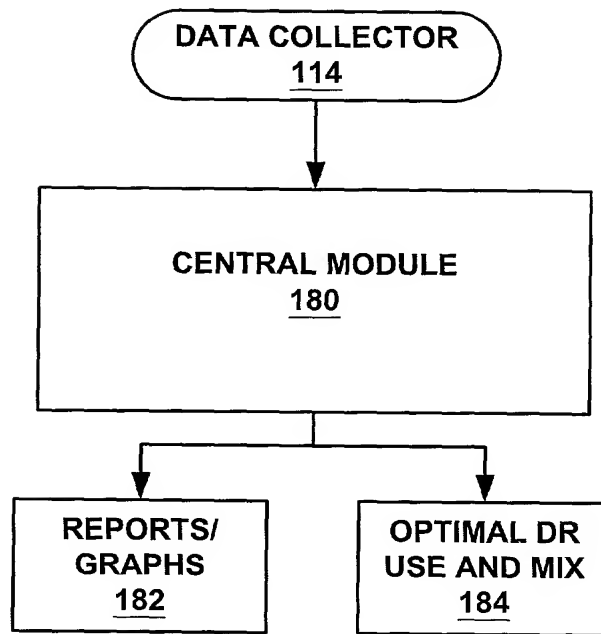 DATA COLLECTOR
114
CENTRAL MODULE
180
REPORTS/
GRAPHS
182
OPTIMAL DR
USE AND MIX
184